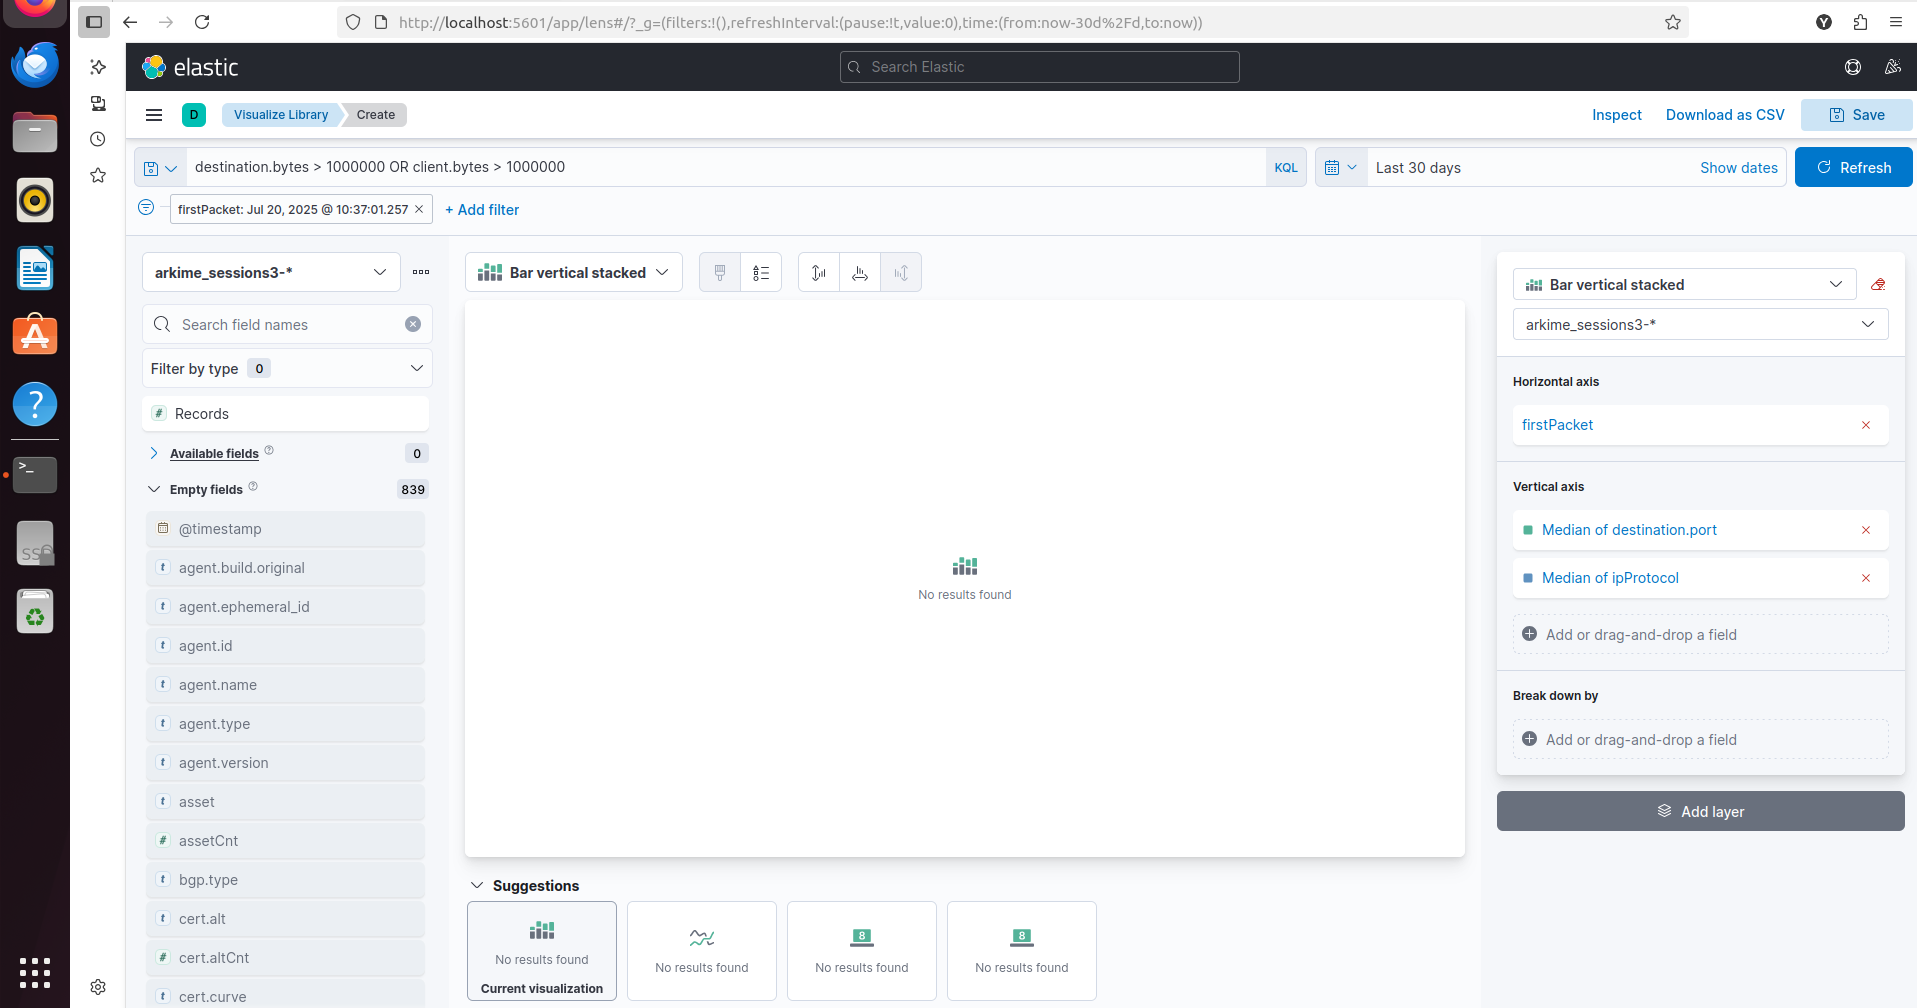 http://localhost:5601/app/lens#/?_g=(filters:!(),refreshInterval:(pause:!t,value:0),time:(from:now-30d%2Fd,to:now))
Y
elastic
Search Elastic
D
Visualize Library
Create
Inspect
Download as CSV
Save
destination.bytes > 1000000 OR client.bytes > 1000000
KQL
Last 30 days
Show dates
Refresh
firstPacket: Jul 20, 2025 @ 10:37:01.257
+ Add filter
arkime_sessions3-*
Bar vertical stacked
Bar vertical stacked
arkime_sessions3-*
Search field names
Filter by type 0
# Records
Available fields 0
Empty fields 839
@timestamp
t agent.build.original
t agent.ephemeral_id
t agent.id
t agent.name
t agent.type
t agent.version
t asset
# assetCnt
t bgp.type
t cert.alt
# cert.altCnt
t cert.curve
No results found
Horizontal axis
firstPacket
Vertical axis
Median of destination.port
Median of ipProtocol
Add or drag-and-drop a field
Break down by
Add or drag-and-drop a field
Add layer
Suggestions
No results found
Current visualization
No results found
8
No results found
8
No results found
>_
SSD
?